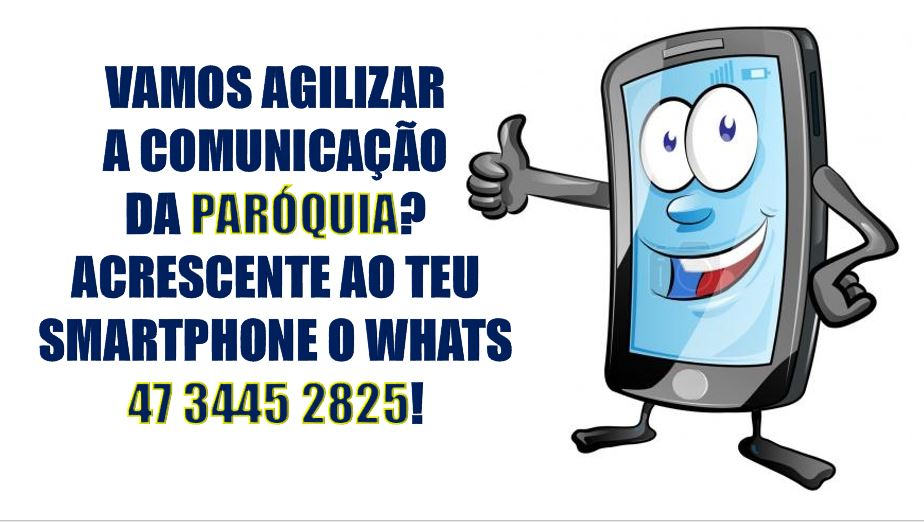 VAMOS AGILIZAR
A COMUNICAÇÃO
DA PARÓQUIA?
ACRESCENTE AO TEU
SMARTPHONE O WHATS
47 3445 2825!